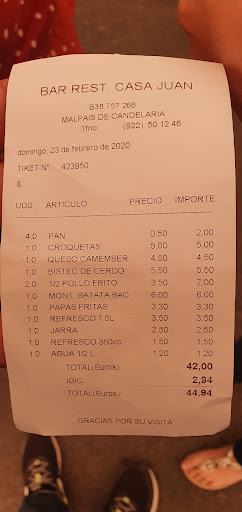 BAR REST. CASA JUAN
838.757.266
MALPAIS DE CANDELARIA
Tfno.: (922) 50 12 46
domingo, 23 de febrero de 2020
TIKET Nº 423950
8
UDS ARTICULO PRECIO IMPORTE
4.0 PAN 0,50 2,00
1.0 CROQUETAS 5,00 5,00
1.0 QUESO CAMEMBER 4,50 4,50
1.0 BISTEC DE CERDO 5,50 5,50
2.0 1/2 POLLO FRITO 3,50 7,00
1.0 MONT. BATATA BAC 6,00 6,00
1.0 PAPAS FRITAS 3,30 3,30
1.0 REFRESCO 1.5L 3,50 3,50
1.0 JARRA 2,50 2,50
1.0 REFRESCO 350cc 1,50 1,50
1.0 AGUA 1/2 L 1,20 1,20
TOTAL(Euros) 42,00
IGIC 2,94
TOTAL(Euros) 44,94
GRACIAS POR SU VISITA